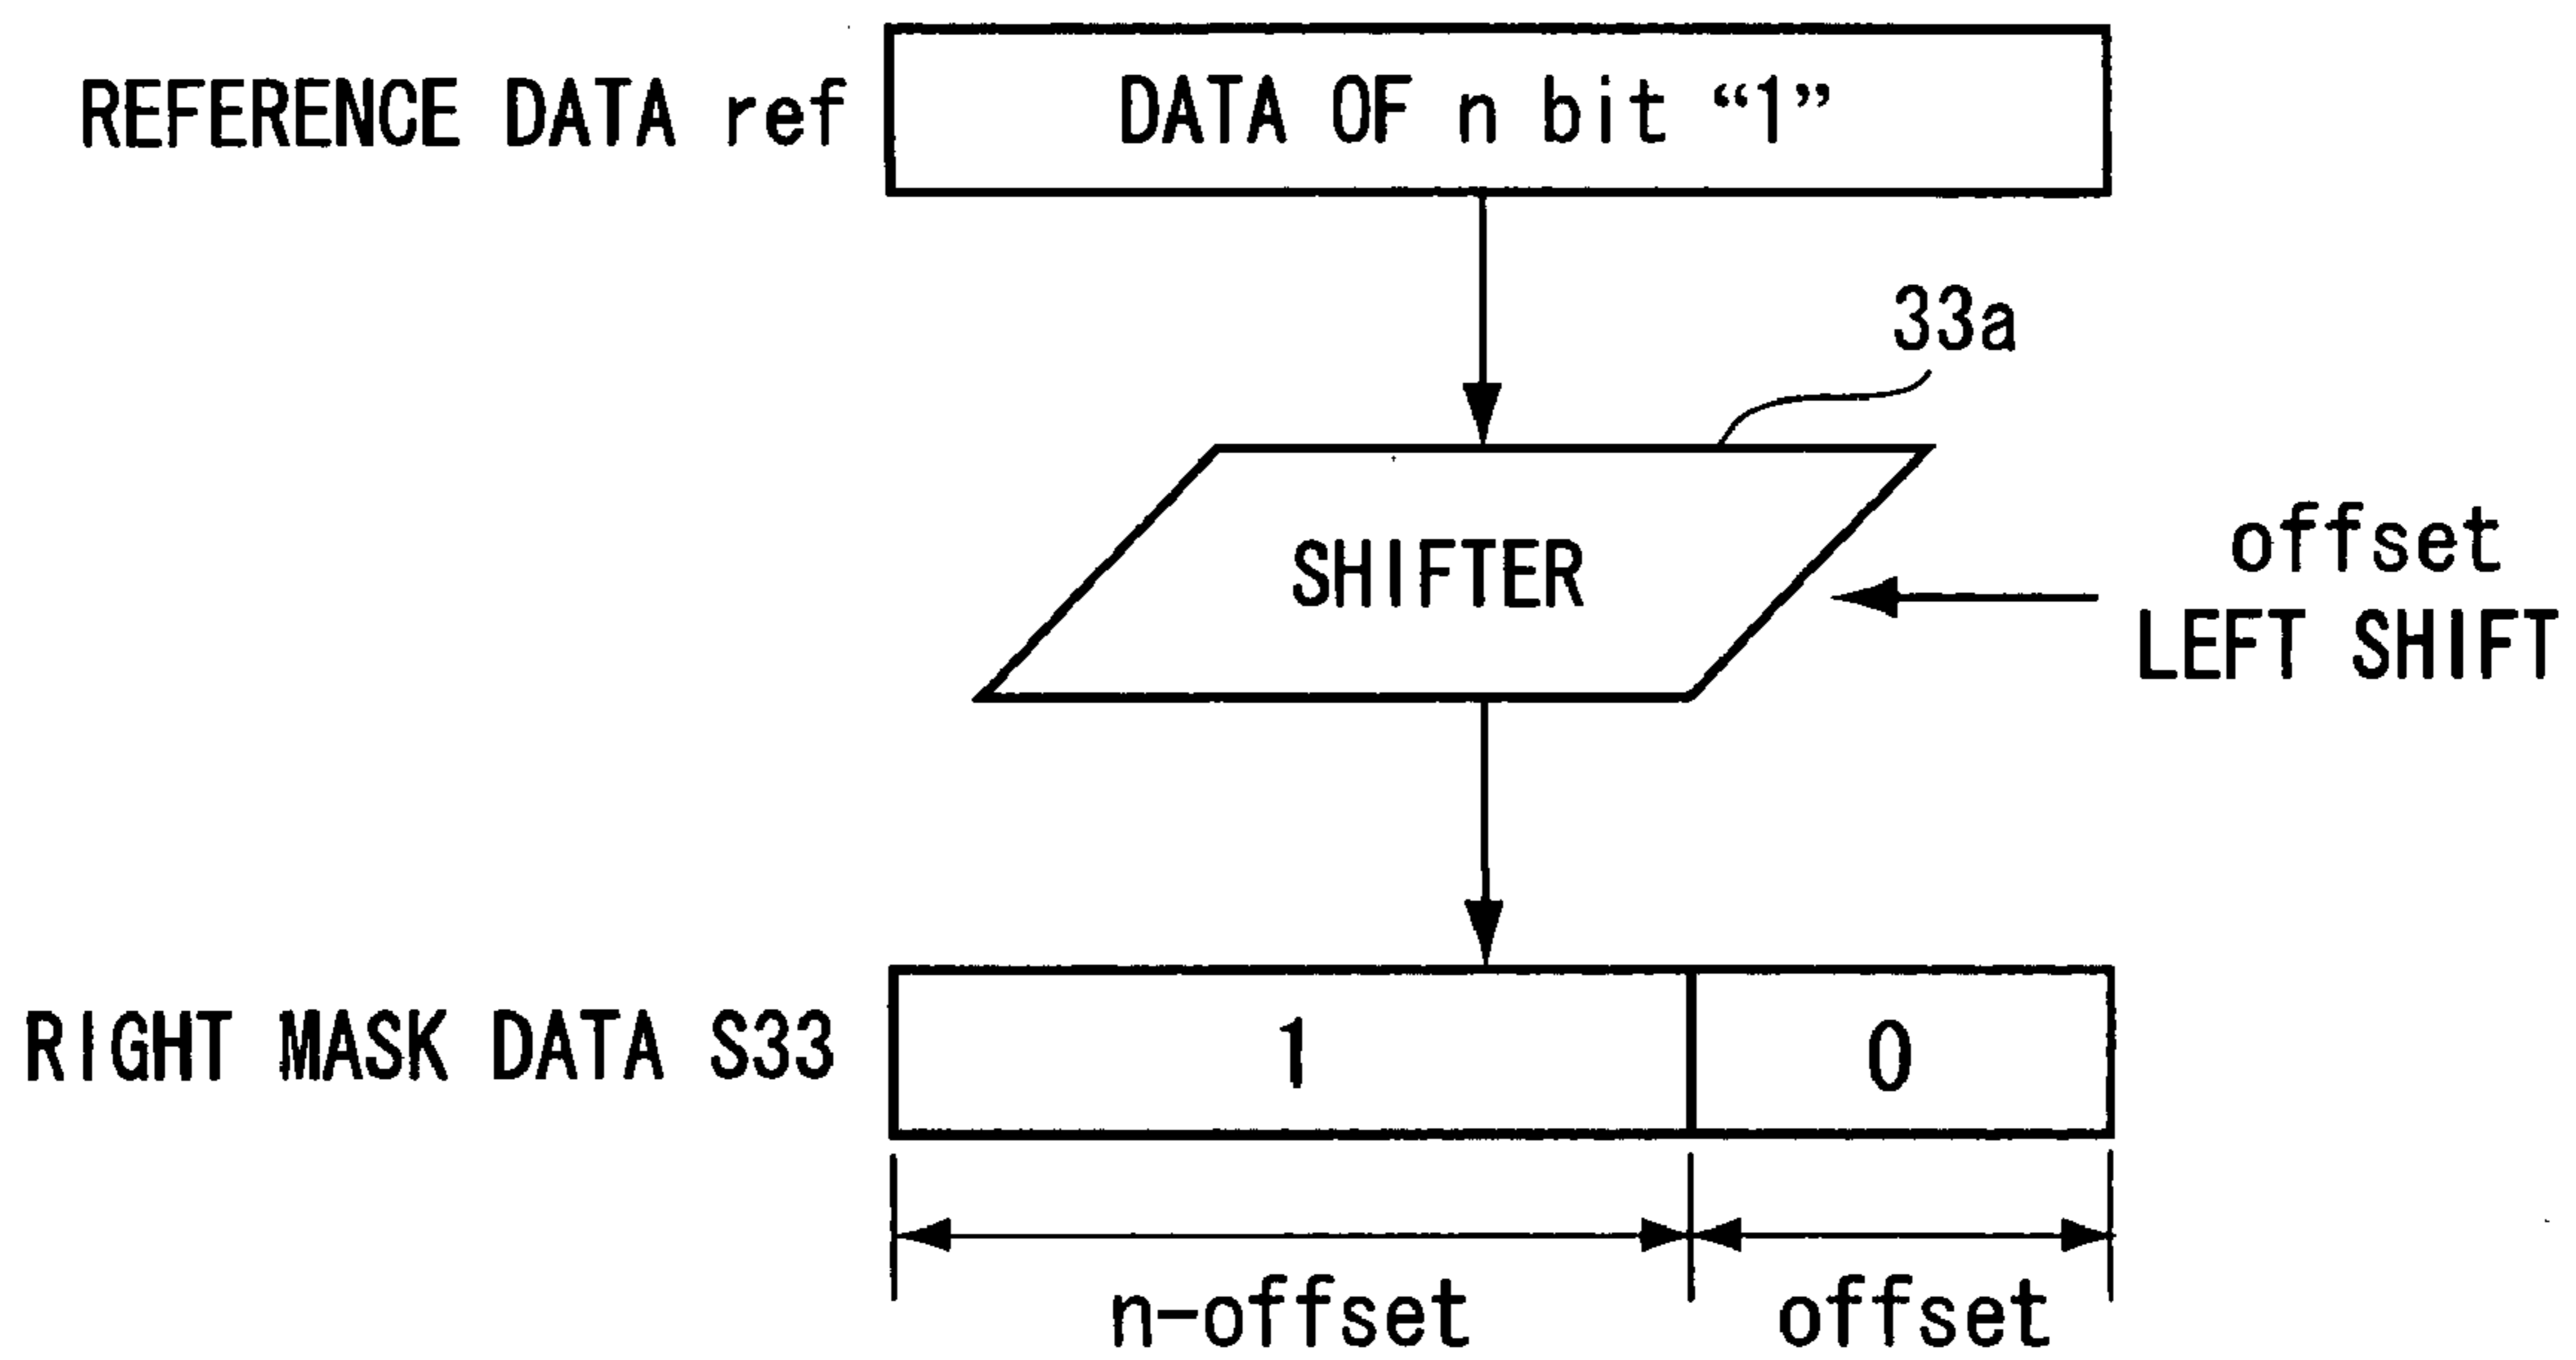 REFERENCE DATA ref
DATA OF n bit “1”
33a
SHIFTER
offset
LEFT SHIFT
RIGHT MASK DATA S33
1
0
n-offset
offset